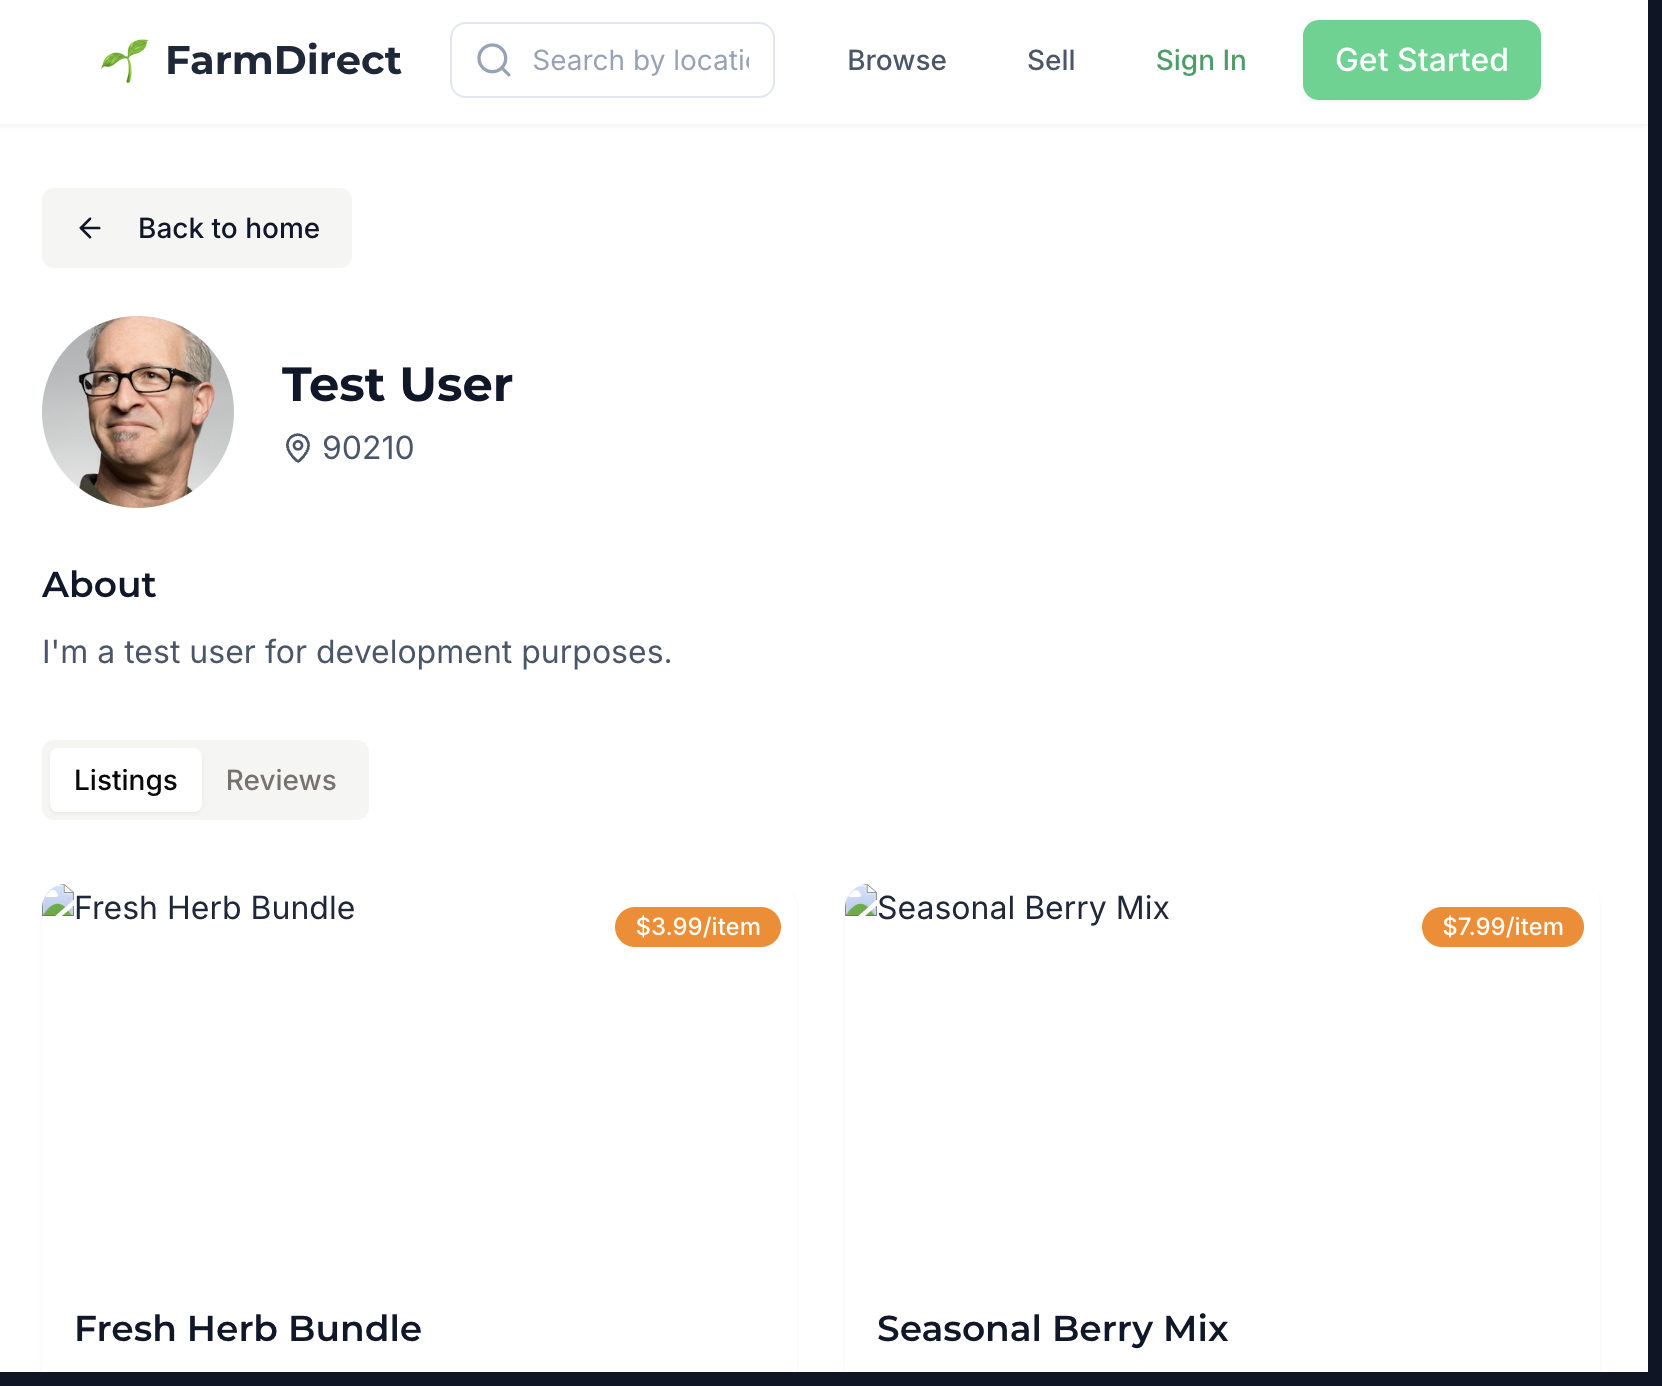 FarmDirect
Search by locati
Browse
Sell
Sign In
Get Started
Back to home
Test User
90210
About
I'm a test user for development purposes.
Listings
Reviews
Fresh Herb Bundle
$3.99/item
Seasonal Berry Mix
$7.99/item
Fresh Herb Bundle
Seasonal Berry Mix